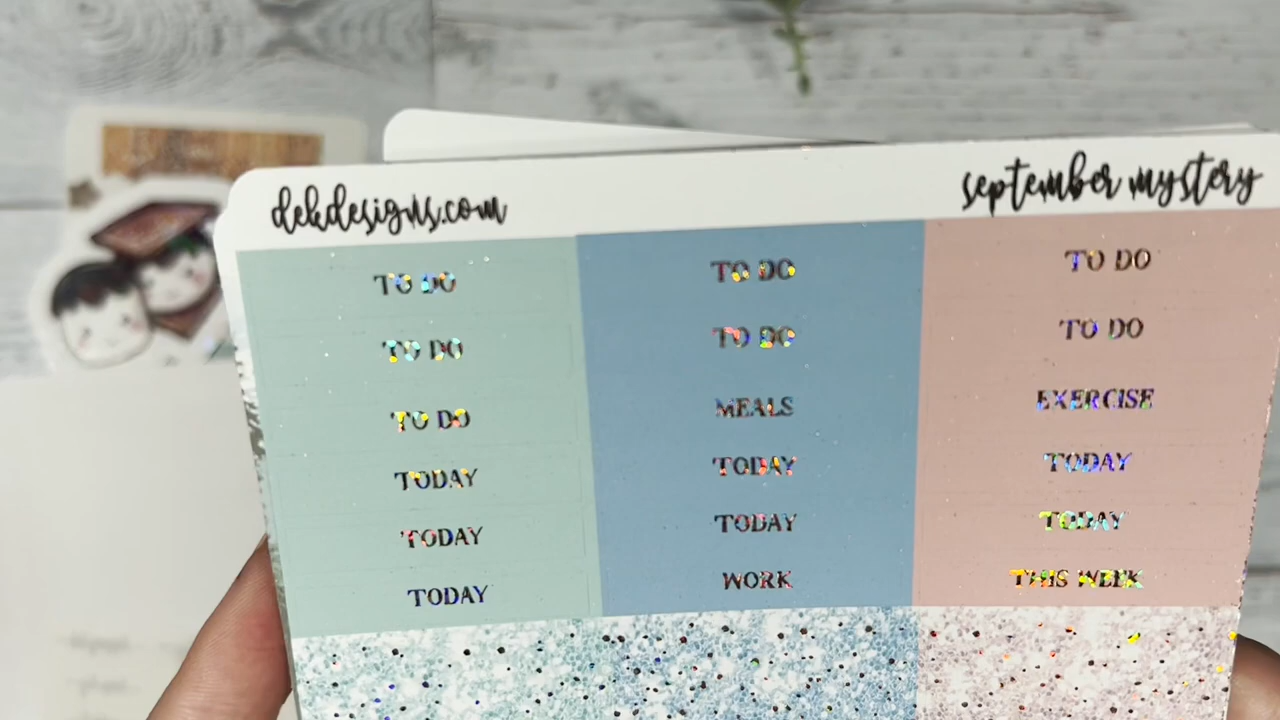 dekdesigns.com september mystery
TO DO TO DO TO DO
TO DO TO DO TO DO
TO DO MEALS EXERCISE
TODAY TODAY TODAY
TODAY TODAY TODAY
TODAY WORK THIS WEEK